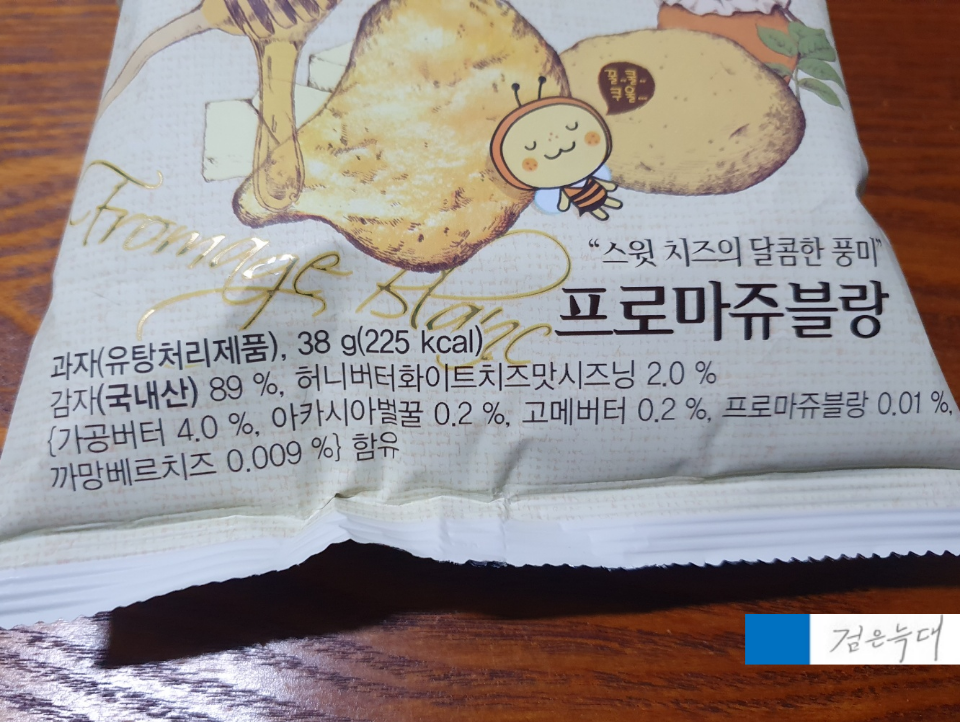 Fromage Blanc
"스윗 치즈의 달콤한 풍미"
프로마쥬블랑
과자(유탕처리제품), 38 g(225 kcal)
감자(국내산) 89 %, 허니버터화이트치즈맛시즈닝 2.0 %
{가공버터 4.0 %, 아카시아벌꿀 0.2 %, 고메버터 0.2 %, 프로마쥬블랑 0.01 %,
까망베르치즈 0.009 %} 함유
검은늑대